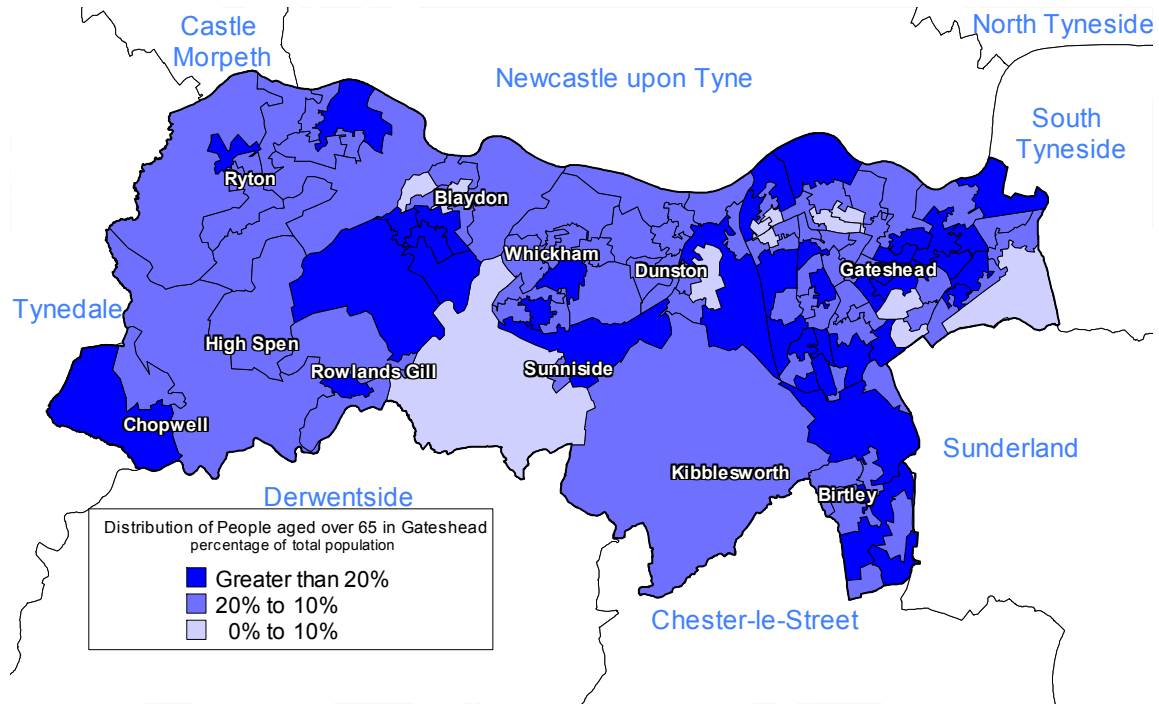 Castle
Morpeth
North Tyneside
Newcastle upon Tyne
South
Tyneside
Ryton
Blaydon
Whickham
Dunston
Gateshead
Tynedale
High Spen
Rowlands Gill
Sunniside
Chopwell
Sunderland
Kibblesworth
Birtley
Derwentside
Distribution of People aged over 65 in Gateshead
percentage of total population
Greater than 20%
20% to 10%
0% to 10%
Chester-le-Street